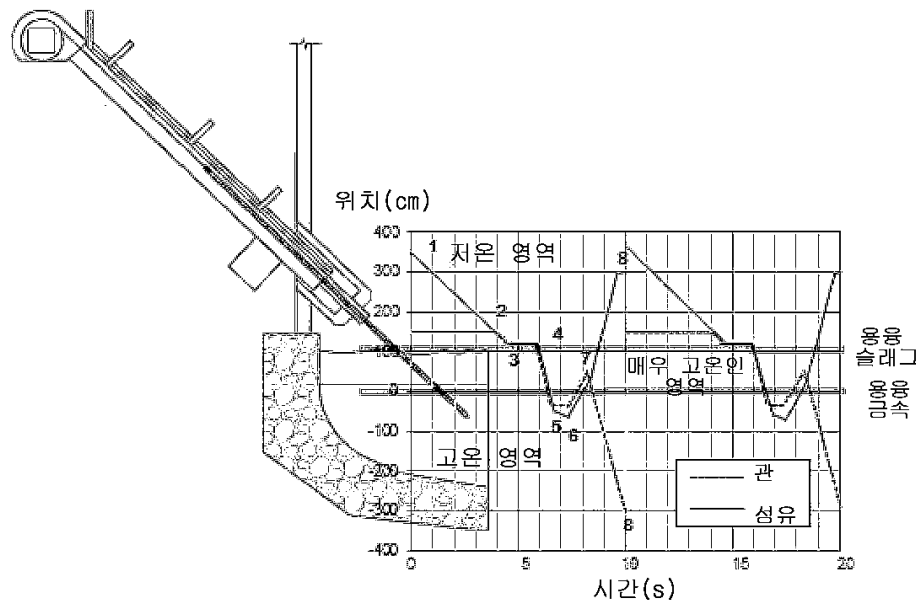 위치(cm)
400
1
저온 영역
8
300
200
2
4
용융
슬래그
100
3
7
매우 고온인
영역
0
용융
금속
5
6
-100
고온 영역
-200
관
섬유
-300
8
-400
0
5
10
15
20
시간(s)